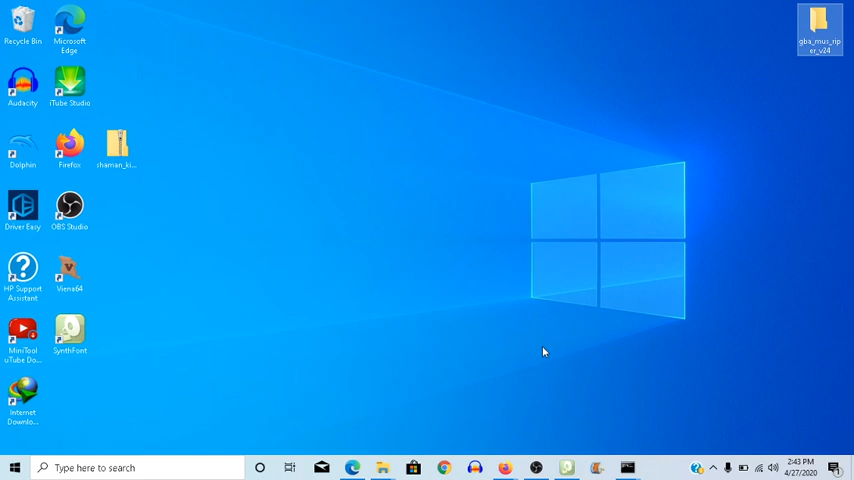 Recycle Bin
Microsoft
Edge
gba_mus_rip
er_v24
Audacity
iTube Studio
Dolphin
Firefox
shaman_ki...
Driver Easy
OBS Studio
HP Support
Assistant
Viena64
MiniTool
uTube Do...
SynthFont
Internet
Downlo...
Type here to search
2:43 PM
4/27/2020
1